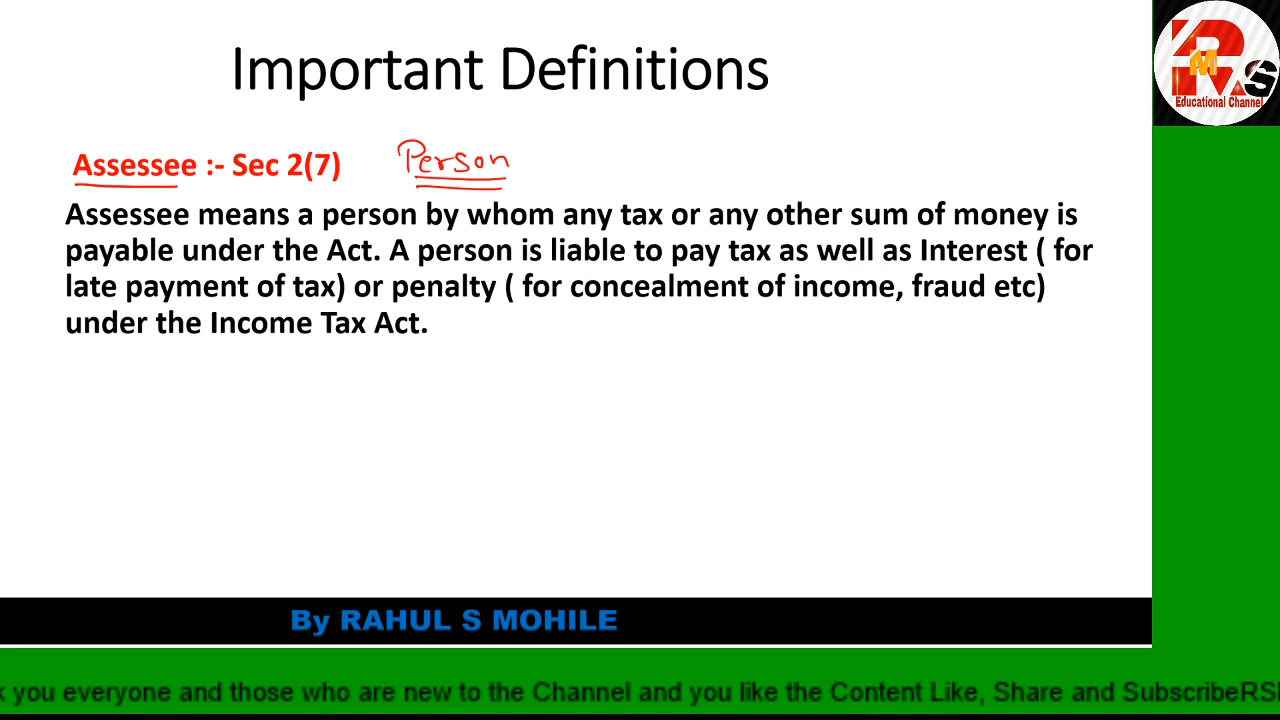 Important Definitions
Assessee :- Sec 2(7) Person
Assessee means a person by whom any tax or any other sum of money is
payable under the Act. A person is liable to pay tax as well as Interest ( for
late payment of tax) or penalty ( for concealment of income, fraud etc)
under the Income Tax Act.
By RAHUL S MOHILE
k you everyone and those who are new to the Channel and you like the Content Like, Share and SubscribeRS
Educational Channel